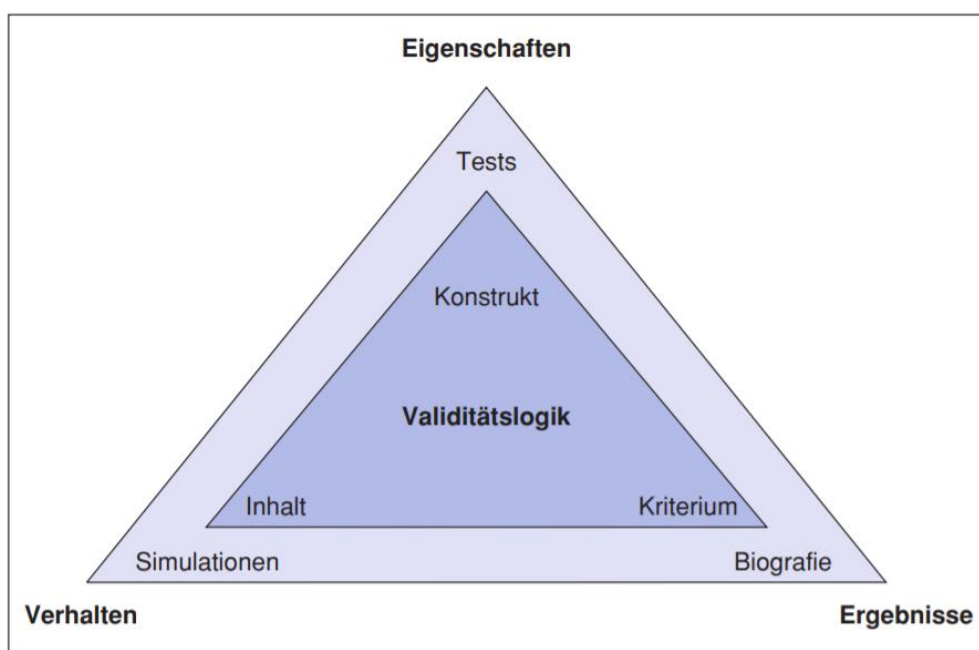 Eigenschaften
Tests
Konstrukt
Validitätslogik
Inhalt
Kriterium
Simulationen
Biografie
Verhalten
Ergebnisse